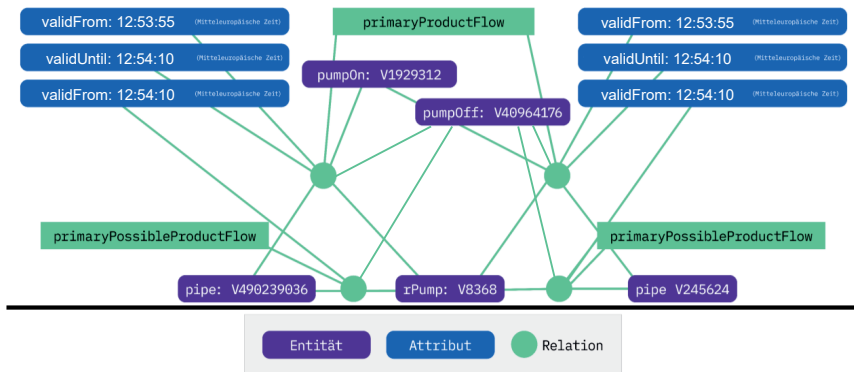 validFrom: 12:53:55 (Mitteleuropäische Zeit)
validUntil: 12:54:10 (Mitteleuropäische Zeit)
validFrom: 12:54:10 (Mitteleuropäische Zeit)
primaryProductFlow
validFrom: 12:53:55 (Mitteleuropäische Zeit)
validUntil: 12:54:10 (Mitteleuropäische Zeit)
validFrom: 12:54:10 (Mitteleuropäische Zeit)
pumpOn: V1929312
pumpOff: V40964176
primaryPossibleProductFlow
primaryPossibleProductFlow
pipe: V490239036
rPump: V8368
pipe V245624
Entität
Attribut
Relation